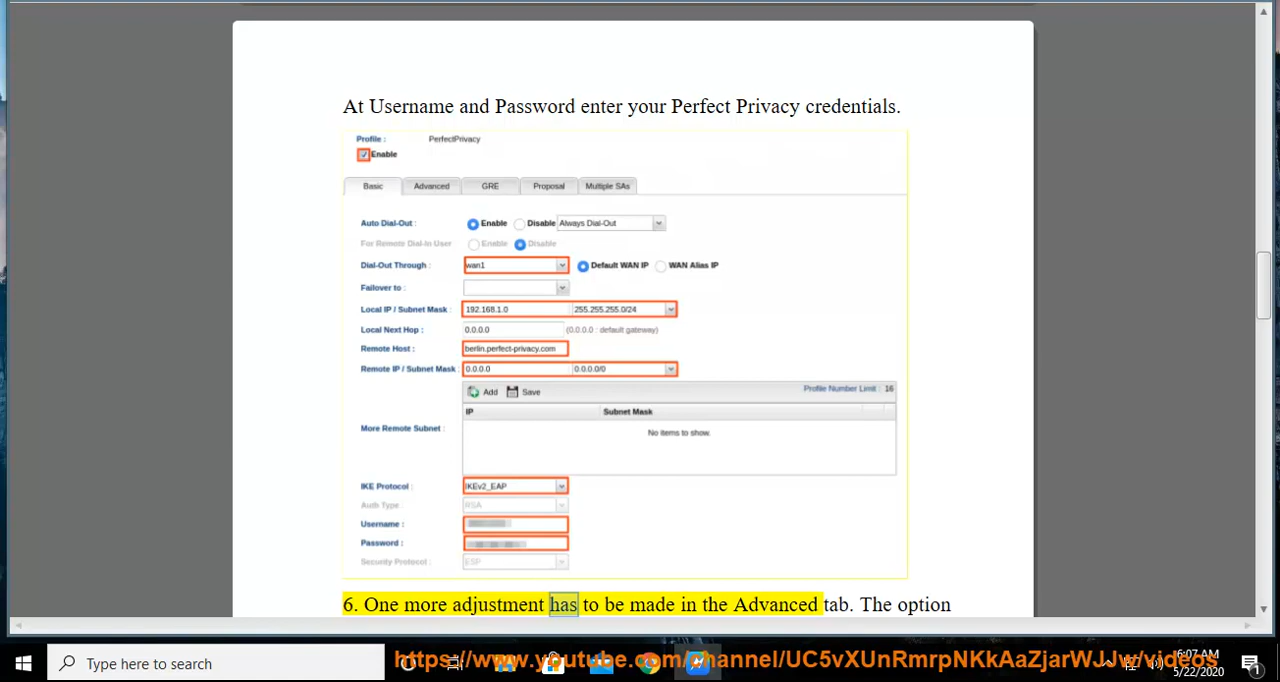 At Username and Password enter your Perfect Privacy credentials.
Profile : PerfectPrivacy
Enable
Basic Advanced GRE Proposal Multiple SAs
Auto Dial-Out : Enable Disable Always Dial-Out
For Remote Dial-In User Enable Disable
Dial-Out Through : wan1 Default WAN IP WAN Alias IP
Failover to :
Local IP / Subnet Mask : 192.168.1.0 255.255.255.0/24
Local Next Hop : 0.0.0.0 (0.0.0.0 : default gateway)
Remote Host : berlin.perfect-privacy.com
Remote IP / Subnet Mask : 0.0.0.0 0.0.0.0/0
Add Save Profile Number Limit : 16
IP Subnet Mask
More Remote Subnet : No items to show.
IKE Protocol : IKEv2_EAP
Auth Type : RSA
Username :
Password :
Security Protocol : ESP
6. One more adjustment has to be made in the Advanced tab. The option
Type here to search
https://www.youtube.com/channel/UC5vXUnRmrpNKkAaZjarWJJw/videos
6:07 AM
5/22/2020
1